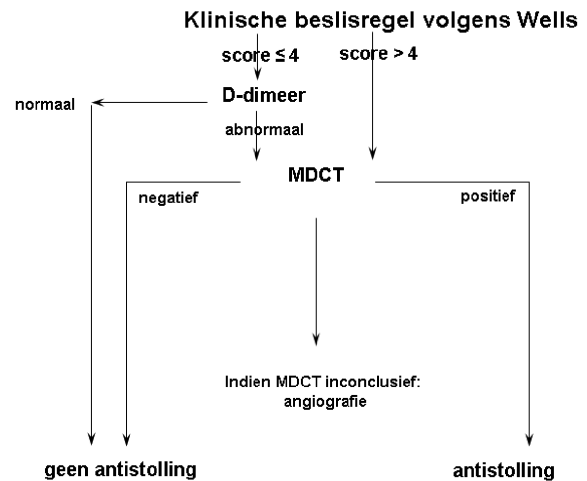 Klinische beslisregel volgens Wells
score ≤ 4
score > 4
D-dimeer
normaal
abnormaal
MDCT
negatief
positief
Indien MDCT inconclusief:
angiografie
geen antistolling
antistolling